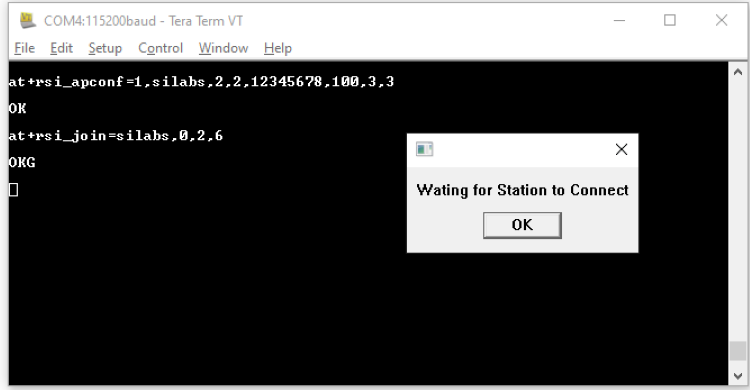 COM4:115200baud - Tera Term VT
File Edit Setup Control Window Help
at+rsi_apconf=1,silabs,2,2,12345678,100,3,3
OK
at+rsi_join=silabs,0,2,6
OKG
Wating for Station to Connect
OK